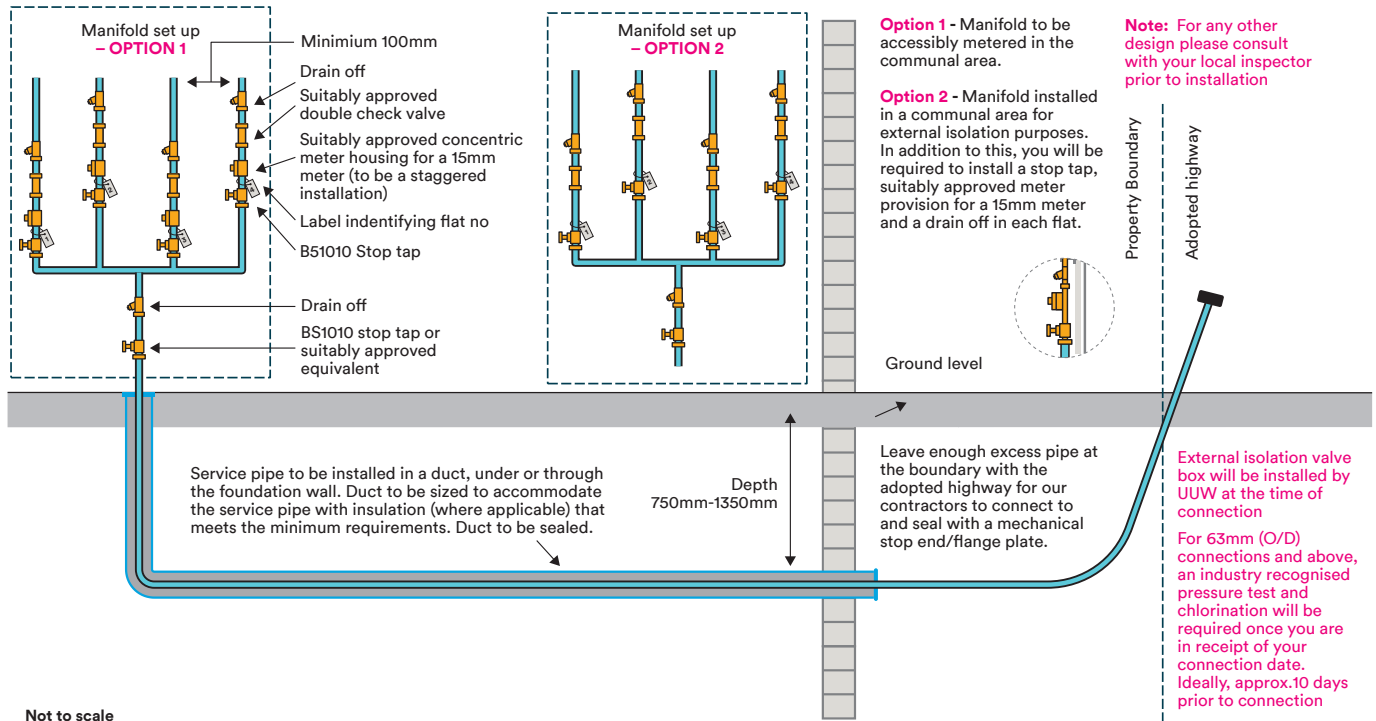 Manifold set up
– OPTION 1
Minimum 100mm
Drain off
Suitably approved
double check valve
Suitably approved concentric
meter housing for a 15mm
meter (to be a staggered
installation)
Label indentifying flat no
B51010 Stop tap
Drain off
BS1010 stop tap or
suitably approved
equivalent
Manifold set up
– OPTION 2
Option 1 - Manifold to be
accessibly metered in the
communal area.
Option 2 - Manifold installed
in a communal area for
external isolation purposes.
In addition to this, you will be
required to install a stop tap,
suitably approved meter
provision for a 15mm meter
and a drain off in each flat.
Note: For any other
design please consult
with your local inspector
prior to installation
Property Boundary
Adopted highway
Ground level
Service pipe to be installed in a duct, under or through
the foundation wall. Duct to be sized to accommodate
the service pipe with insulation (where applicable) that
meets the minimum requirements. Duct to be sealed.
Depth
750mm-1350mm
Leave enough excess pipe at
the boundary with the
adopted highway for our
contractors to connect to
and seal with a mechanical
stop end/flange plate.
External isolation valve
box will be installed by
UUW at the time of
connection
For 63mm (O/D)
connections and above,
an industry recognised
pressure test and
chlorination will be
required once you are
in receipt of your
connection date.
Ideally, approx.10 days
prior to connection
Not to scale